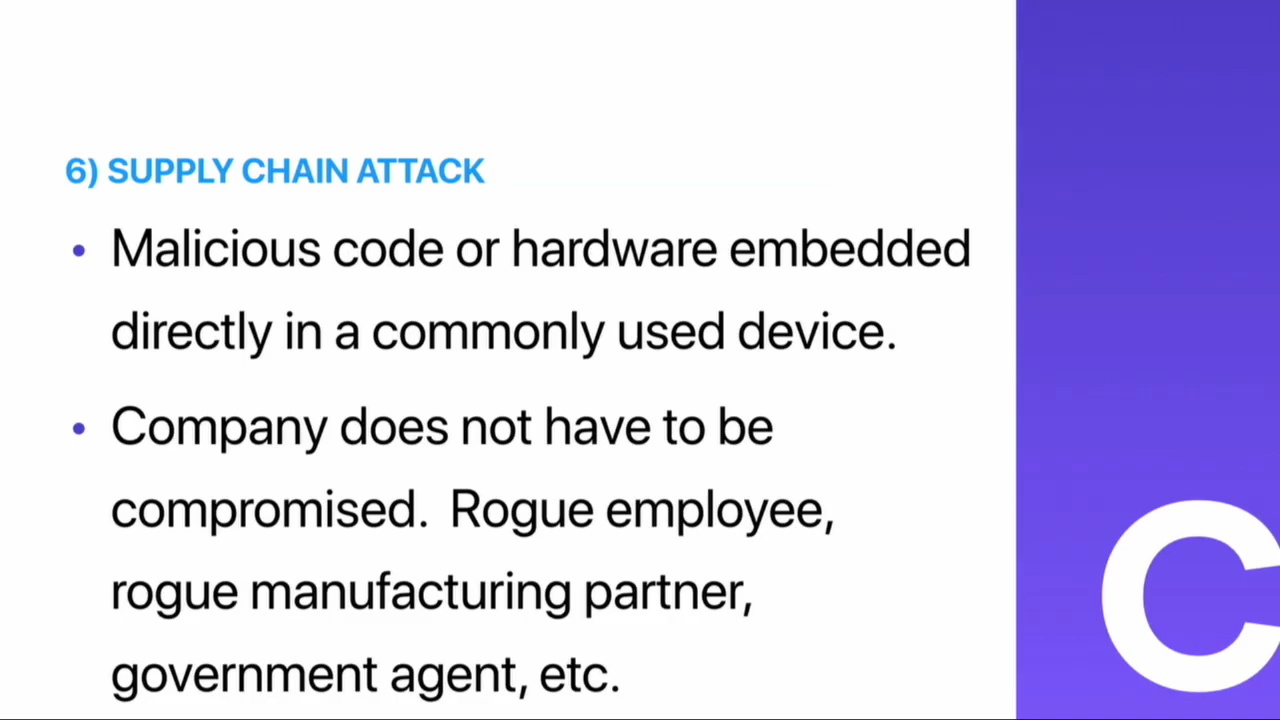 6) SUPPLY CHAIN ATTACK
• Malicious code or hardware embedded
directly in a commonly used device.
• Company does not have to be
compromised.  Rogue employee,
rogue manufacturing partner,
government agent, etc.
C